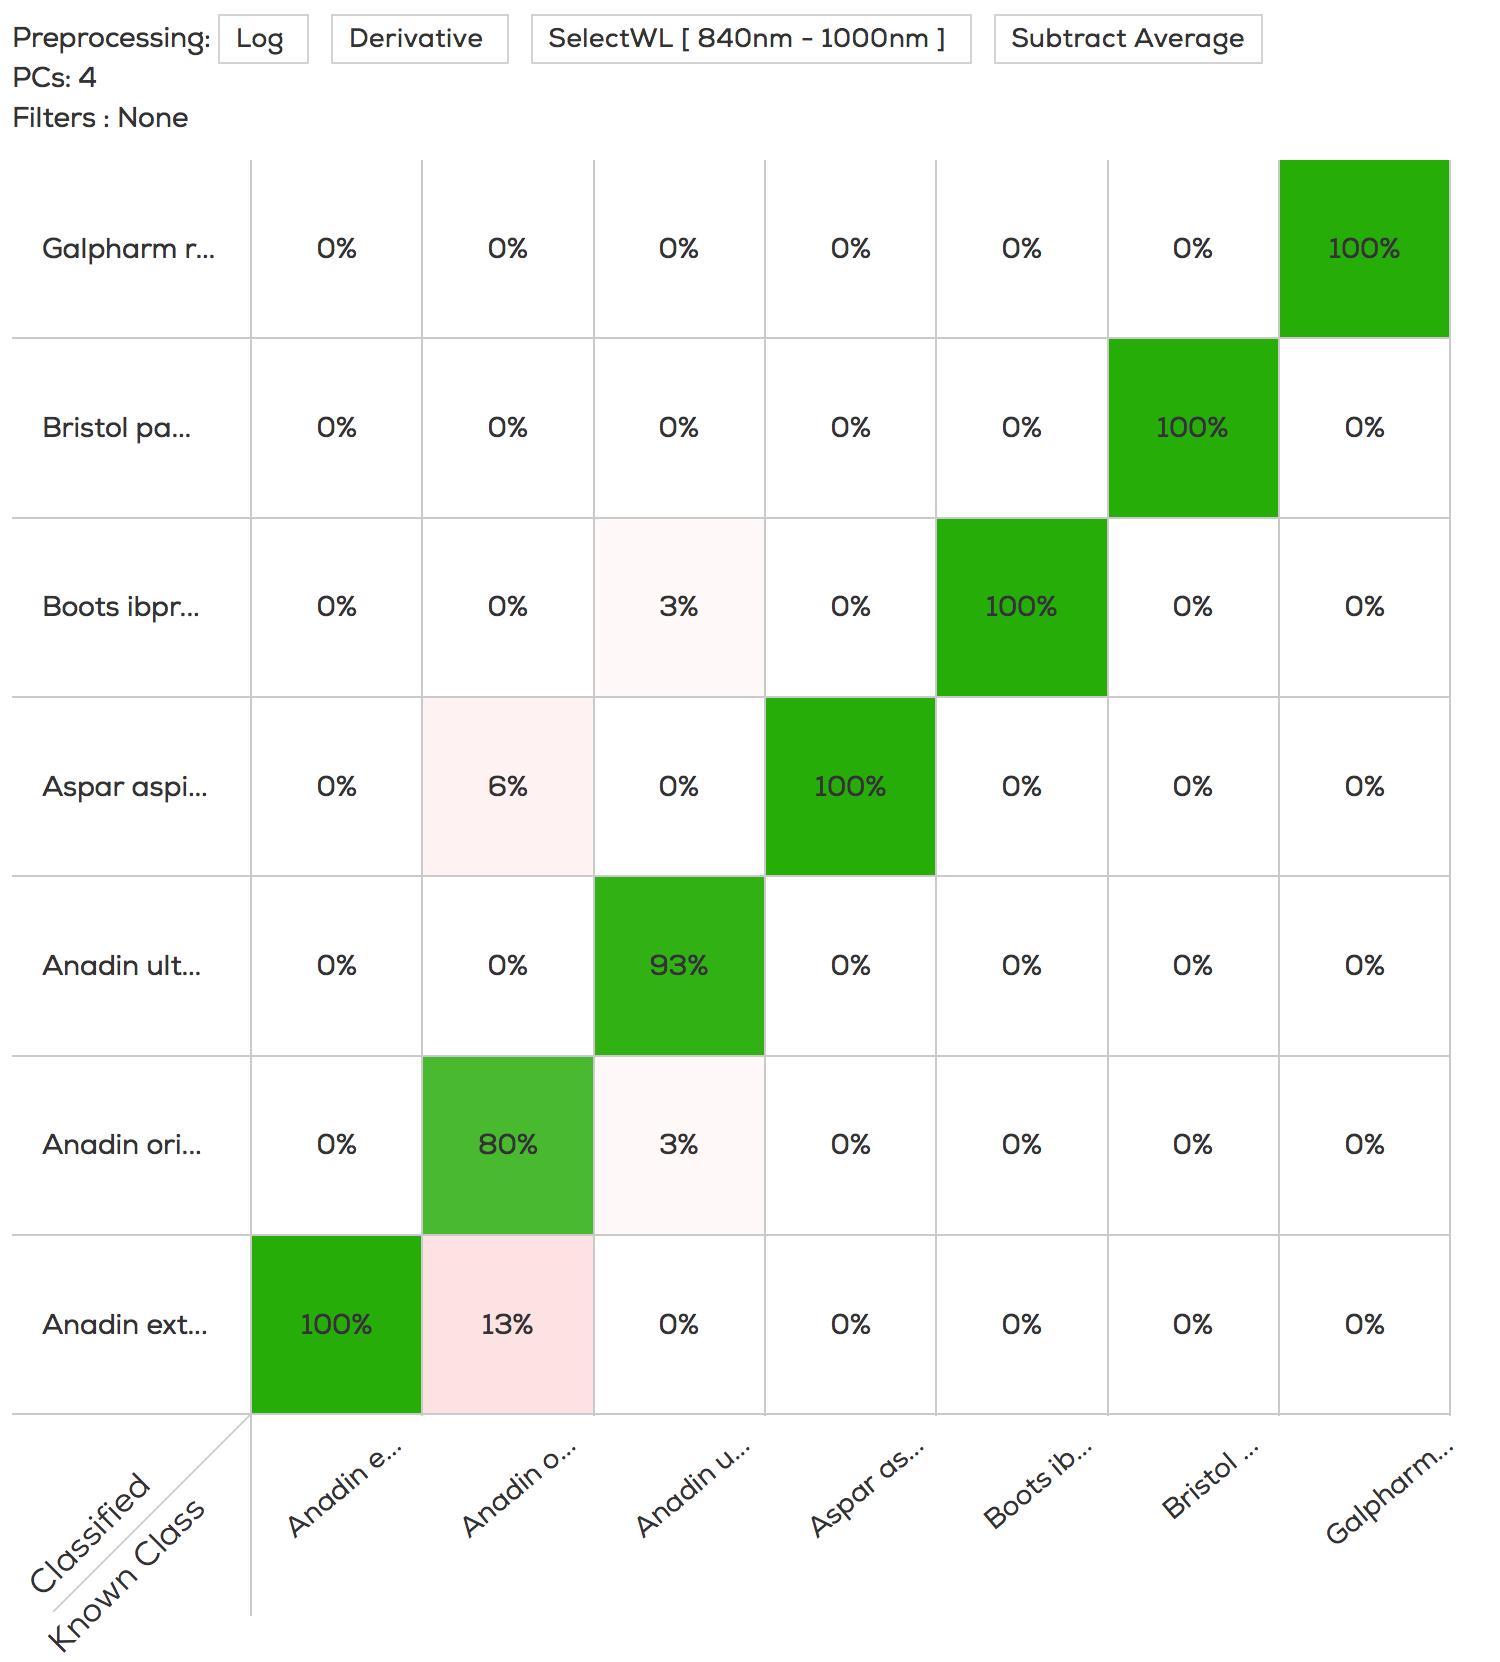 Preprocessing: Log Derivative SelectWL [ 840nm - 1000nm ] Subtract Average
PCs: 4
Filters : None
Galpharm r... 0% 0% 0% 0% 0% 0% 100%
Bristol pa... 0% 0% 0% 0% 0% 100% 0%
Boots ibpr... 0% 0% 3% 0% 100% 0% 0%
Aspar aspi... 0% 6% 0% 100% 0% 0% 0%
Anadin ult... 0% 0% 93% 0% 0% 0% 0%
Anadin ori... 0% 80% 3% 0% 0% 0% 0%
Anadin ext... 100% 13% 0% 0% 0% 0% 0%
Classified
Known Class
Anadin e... Anadin o... Anadin u... Aspar as... Boots ib... Bristol ... Galpharm...